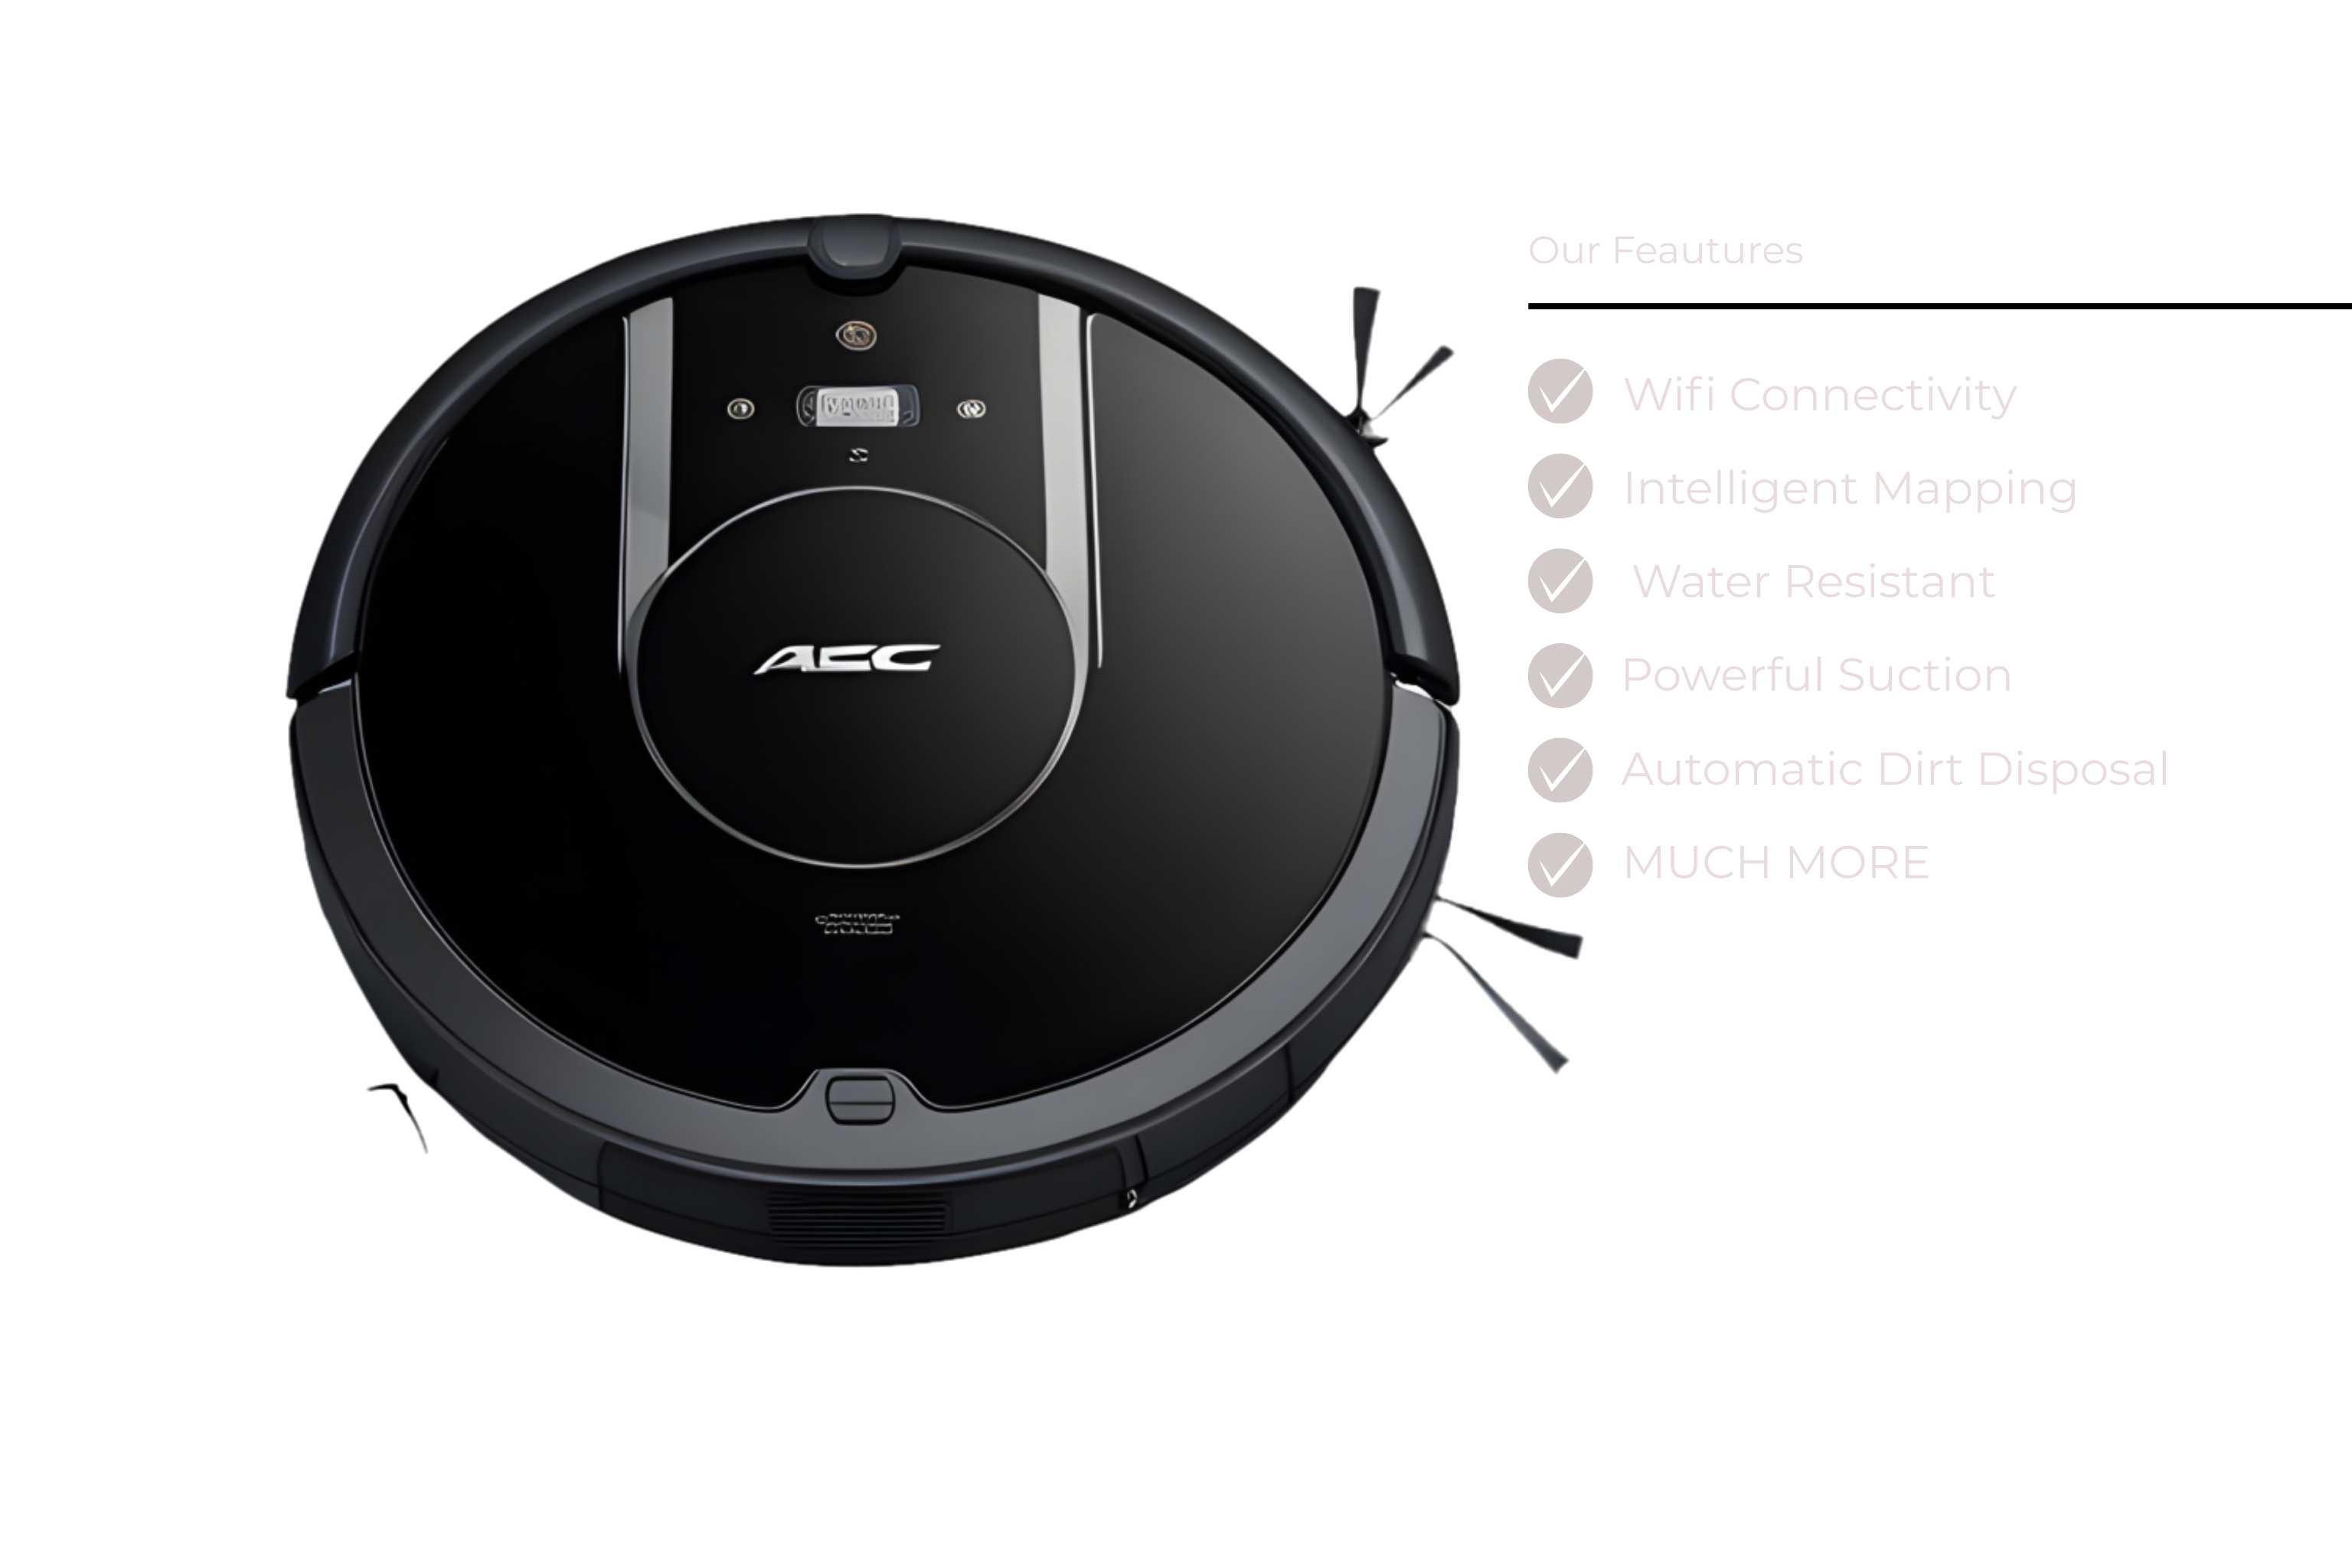 Our Feautures
Wifi Connectivity
Intelligent Mapping
Water Resistant
Powerful Suction
Automatic Dirt Disposal
MUCH MORE
AEC